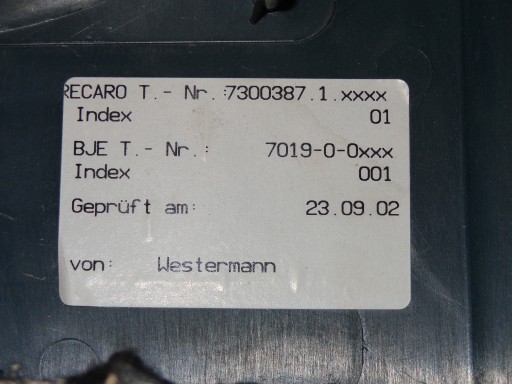 RECARO T.- Nr.:7300387.1.xxxx
Index 01
BJE T.- Nr.: 7019-0-0xxx
Index 001
Geprüft am: 23.09.02
von: Westermann